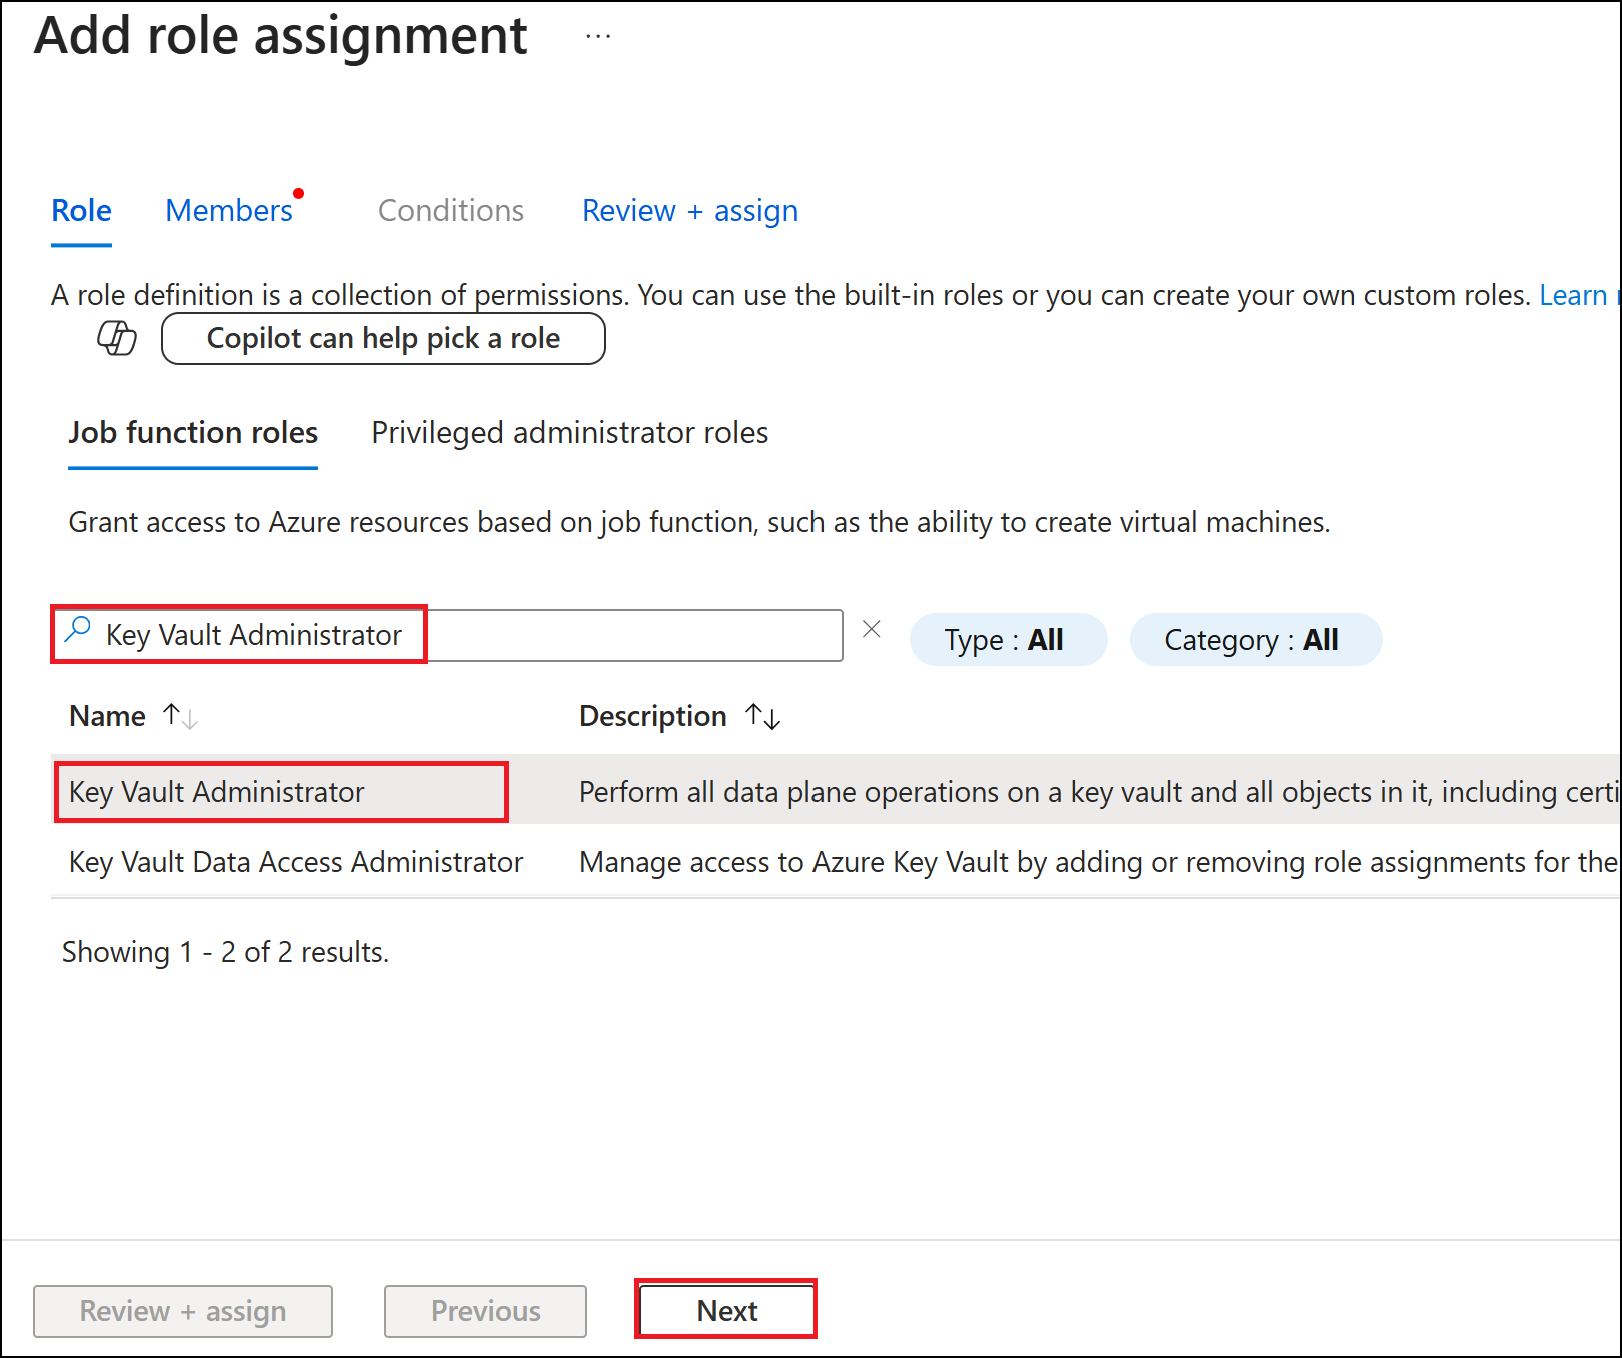 Add role assignment ...
Role Members Conditions Review + assign
A role definition is a collection of permissions. You can use the built-in roles or you can create your own custom roles. Learn
Copilot can help pick a role
Job function roles Privileged administrator roles
Grant access to Azure resources based on job function, such as the ability to create virtual machines.
Key Vault Administrator Type : All Category : All
Name ↑↓ Description ↑↓
Key Vault Administrator Perform all data plane operations on a key vault and all objects in it, including certi
Key Vault Data Access Administrator Manage access to Azure Key Vault by adding or removing role assignments for the
Showing 1 - 2 of 2 results.
Review + assign Previous Next